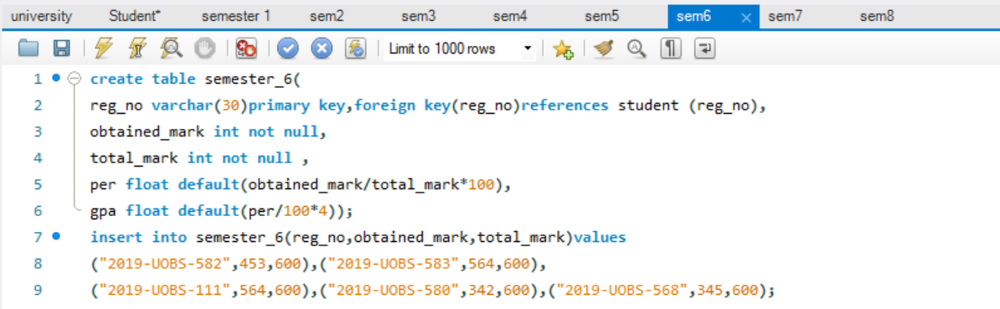 university Student* semester 1 sem2 sem3 sem4 sem5 sem6 × sem7 sem8
Limit to 1000 rows
1 create table semester_6(
2 reg_no varchar(30)primary key,foreign key(reg_no)references student (reg_no),
3 obtained_mark int not null,
4 total_mark int not null ,
5 per float default(obtained_mark/total_mark*100),
6 gpa float default(per/100*4));
7 insert into semester_6(reg_no,obtained_mark,total_mark)values
8 ("2019-UOBS-582",453,600),("2019-UOBS-583",564,600),
9 ("2019-UOBS-111",564,600),("2019-UOBS-580",342,600),("2019-UOBS-568",345,600);